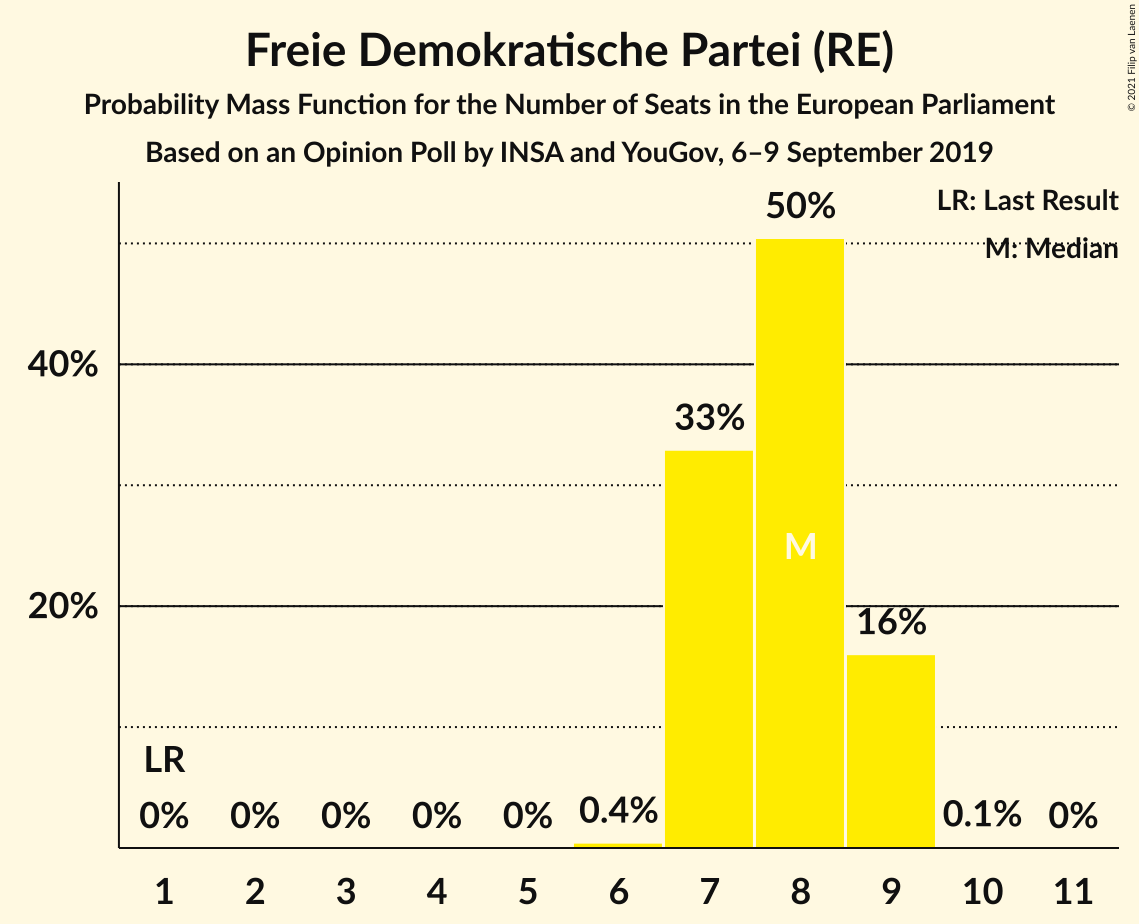 Freie Demokratische Partei (RE)
Probability Mass Function for the Number of Seats in the European Parliament
Based on an Opinion Poll by INSA and YouGov, 6–9 September 2019
© 2021 Filip van Laenen
LR: Last Result
M: Median
50%
40%
33%
M
20%
16%
LR
0% 0% 0% 0% 0% 0.4% 0.1% 0%
1 2 3 4 5 6 7 8 9 10 11